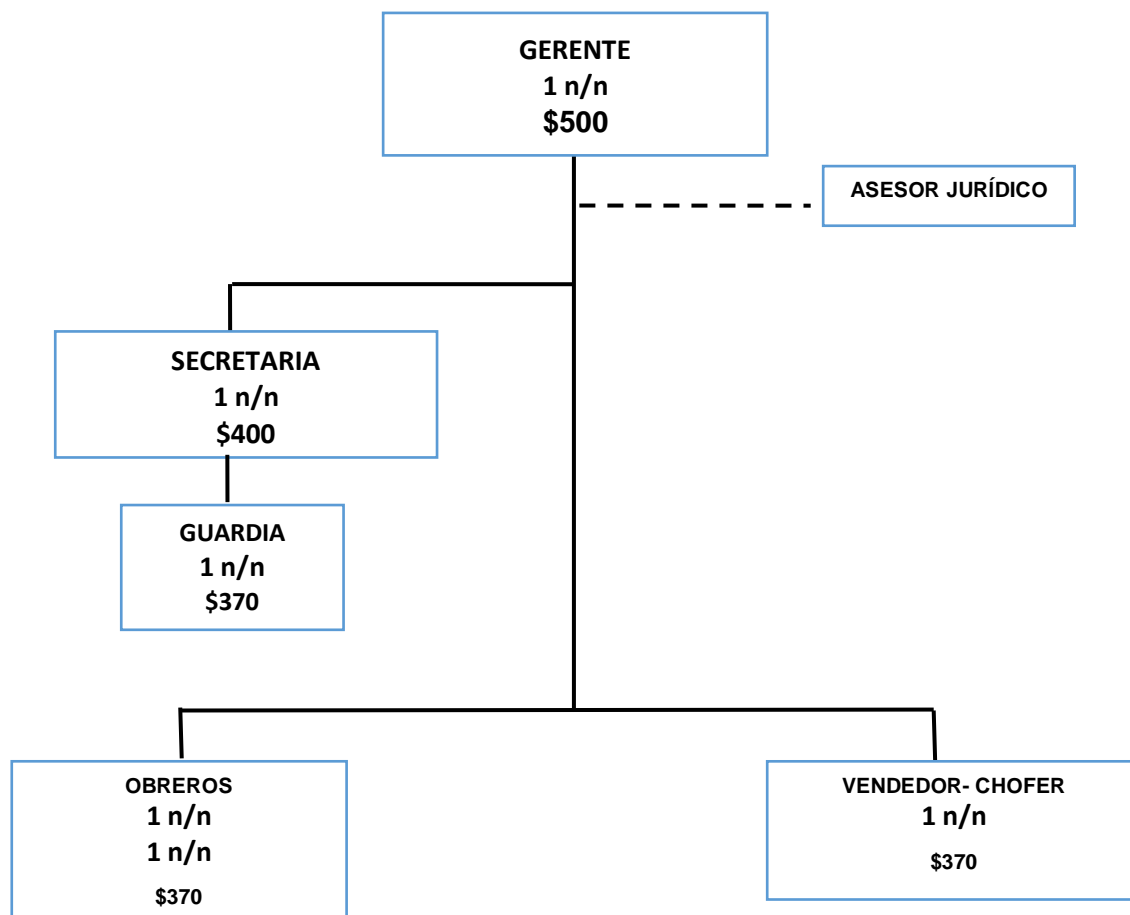 GERENTE
1 n/n
$500
ASESOR JURÍDICO
SECRETARIA
1 n/n
$400
GUARDIA
1 n/n
$370
OBREROS
1 n/n
1 n/n
$370
VENDEDOR- CHOFER
1 n/n
$370